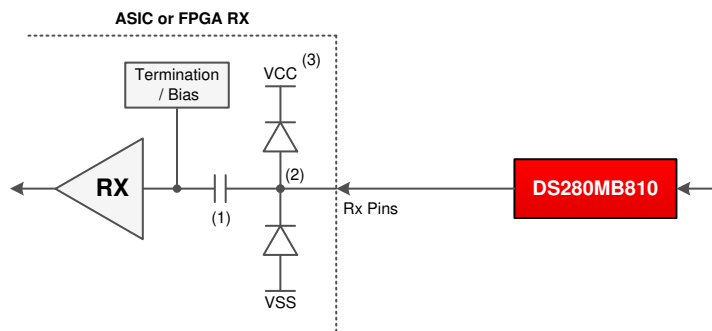 ASIC or FPGA RX
(3)
VCC
Termination
/ Bias
(2)
RX
DS280MB810
(1)
Rx Pins
VSS